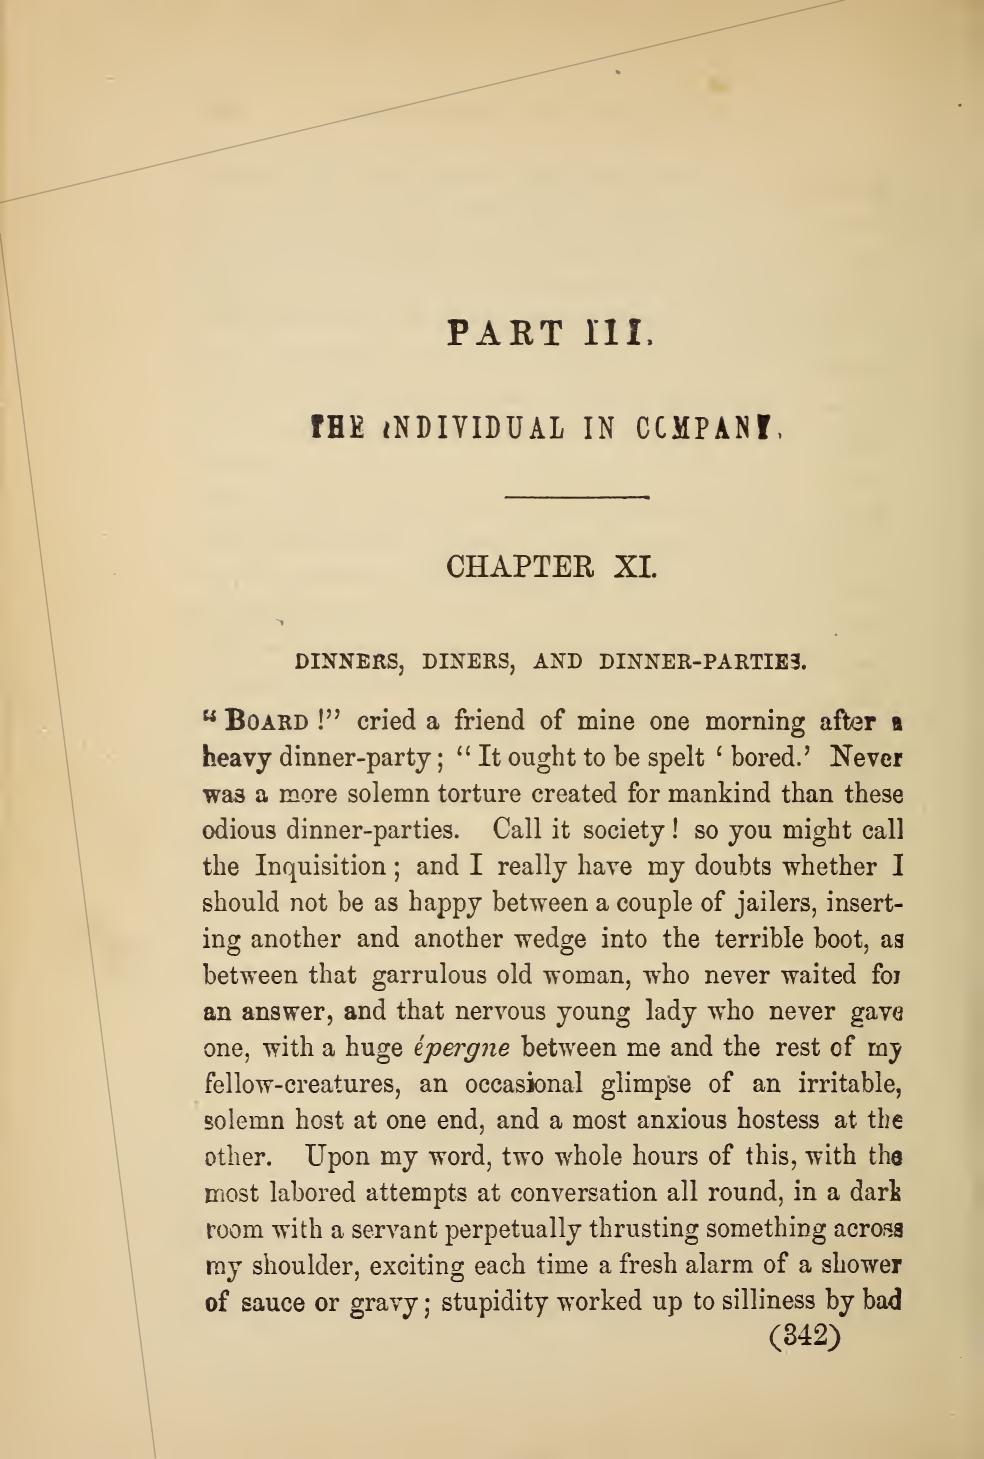 PART III.
THE INDIVIDUAL IN COMPANY.
CHAPTER XI.
DINNERS, DINERS, AND DINNER-PARTIES.
“BOARD!” cried a friend of mine one morning after a
heavy dinner-party; “It ought to be spelt ‘bored.’ Never
was a more solemn torture created for mankind than these
odious dinner-parties. Call it society! so you might call
the Inquisition; and I really have my doubts whether I
should not be as happy between a couple of jailers, insert-
ing another and another wedge into the terrible boot, as
between that garrulous old woman, who never waited for
an answer, and that nervous young lady who never gave
one, with a huge épergne between me and the rest of my
fellow-creatures, an occasional glimpse of an irritable,
solemn host at one end, and a most anxious hostess at the
other. Upon my word, two whole hours of this, with the
most labored attempts at conversation all round, in a dark
room with a servant perpetually thrusting something across
my shoulder, exciting each time a fresh alarm of a shower
of sauce or gravy; stupidity worked up to silliness by bad
(342)